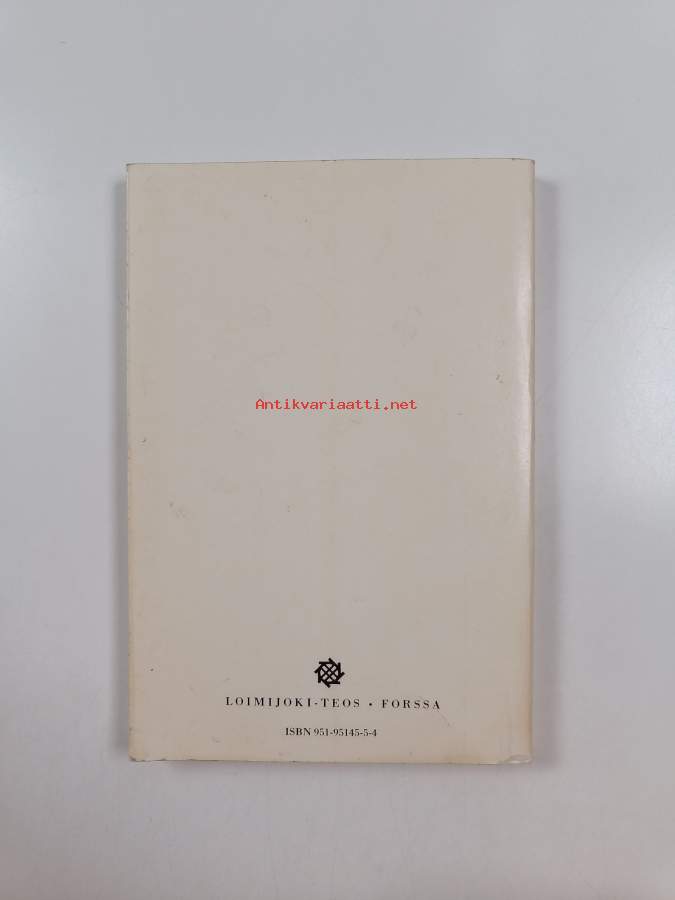 Antikvariaatti.net
LOIMIJOKI-TEOS • FORSSA
ISBN 951-95145-5-4